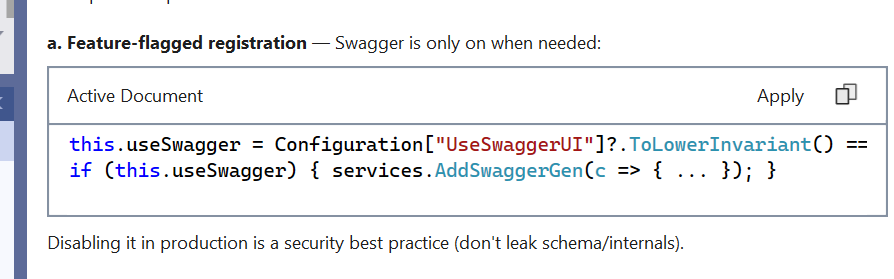 a. Feature-flagged registration — Swagger is only on when needed:
Active Document Apply
this.useSwagger = Configuration["UseSwaggerUI"]?.ToLowerInvariant() ==
if (this.useSwagger) { services.AddSwaggerGen(c => { ... }); }
Disabling it in production is a security best practice (don't leak schema/internals).